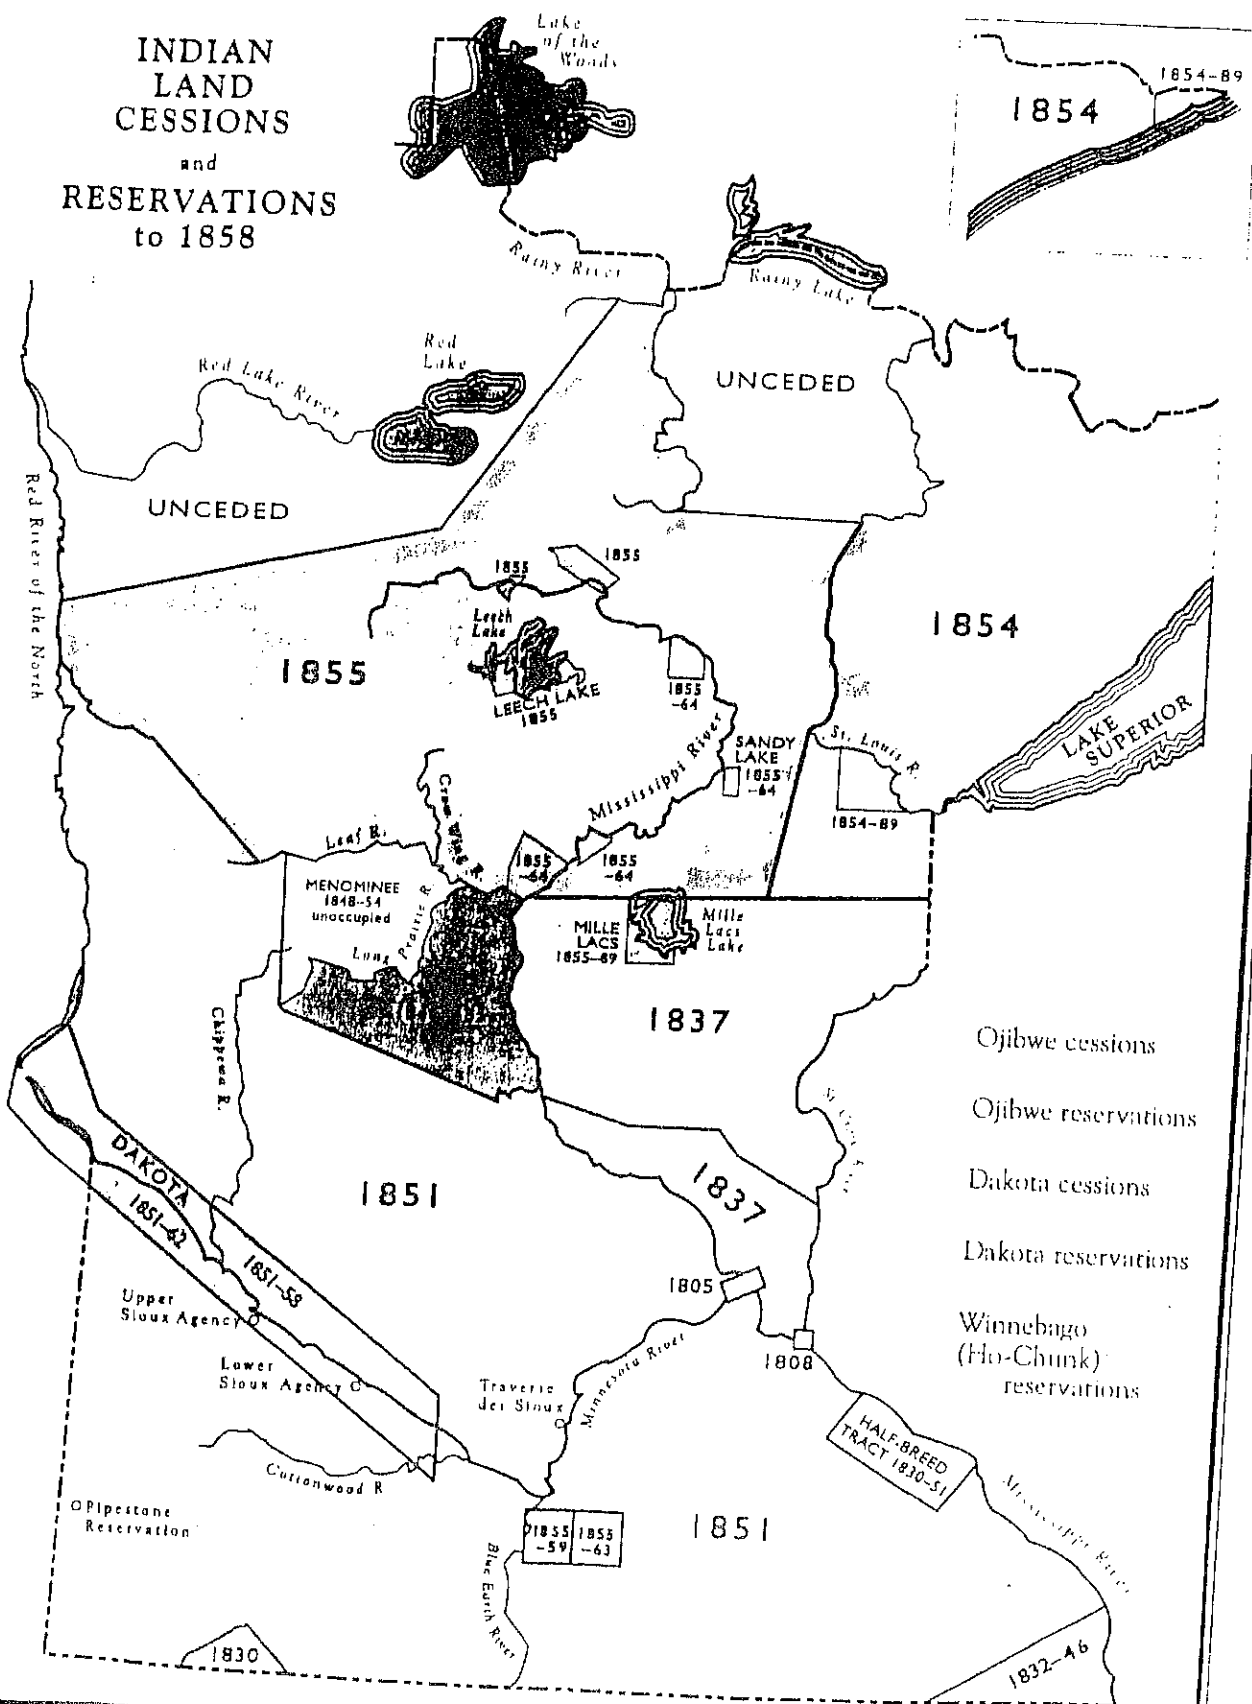 INDIAN
LAND
CESSIONS
and
RESERVATIONS
to 1858
Lake
of the
Woods
1854-89
1854
Rainy River
Rainy Lake
Red
Lake
Red Lake River
UNCEDED
UNCEDED
Red River of the North
1855
1855
Leech
Lake
1854
1855
LEECH LAKE
1855
1855
-64
Mississippi River
SANDY
LAKE
1855
-64
St. Louis R.
LAKE
SUPERIOR
1854-89
Crow Wing R.
Leaf R.
1855
-64
1855
-64
MENOMINEE
1848-54
unoccupied
Long Prairie R.
MILLE
LACS
1855-89
Mille
Lacs
Lake
1837
Chippewa R.
Ojibwe cessions
Ojibwe reservations
Dakota cessions
Dakota reservations
Winnebago
(Ho-Chunk)
reservations
DAKOTA
1851-62
1851-58
1851
1837
Upper
Sioux Agency
1805
1808
Lower
Sioux Agency
Traverse
des Sioux
Minnesota River
HALF-BREED
TRACT 1830-51
Cottonwood R
Mississippi River
Pipestone
Reservation
1855
-59
1855
-63
1851
Blue Earth River
1830
1832-46